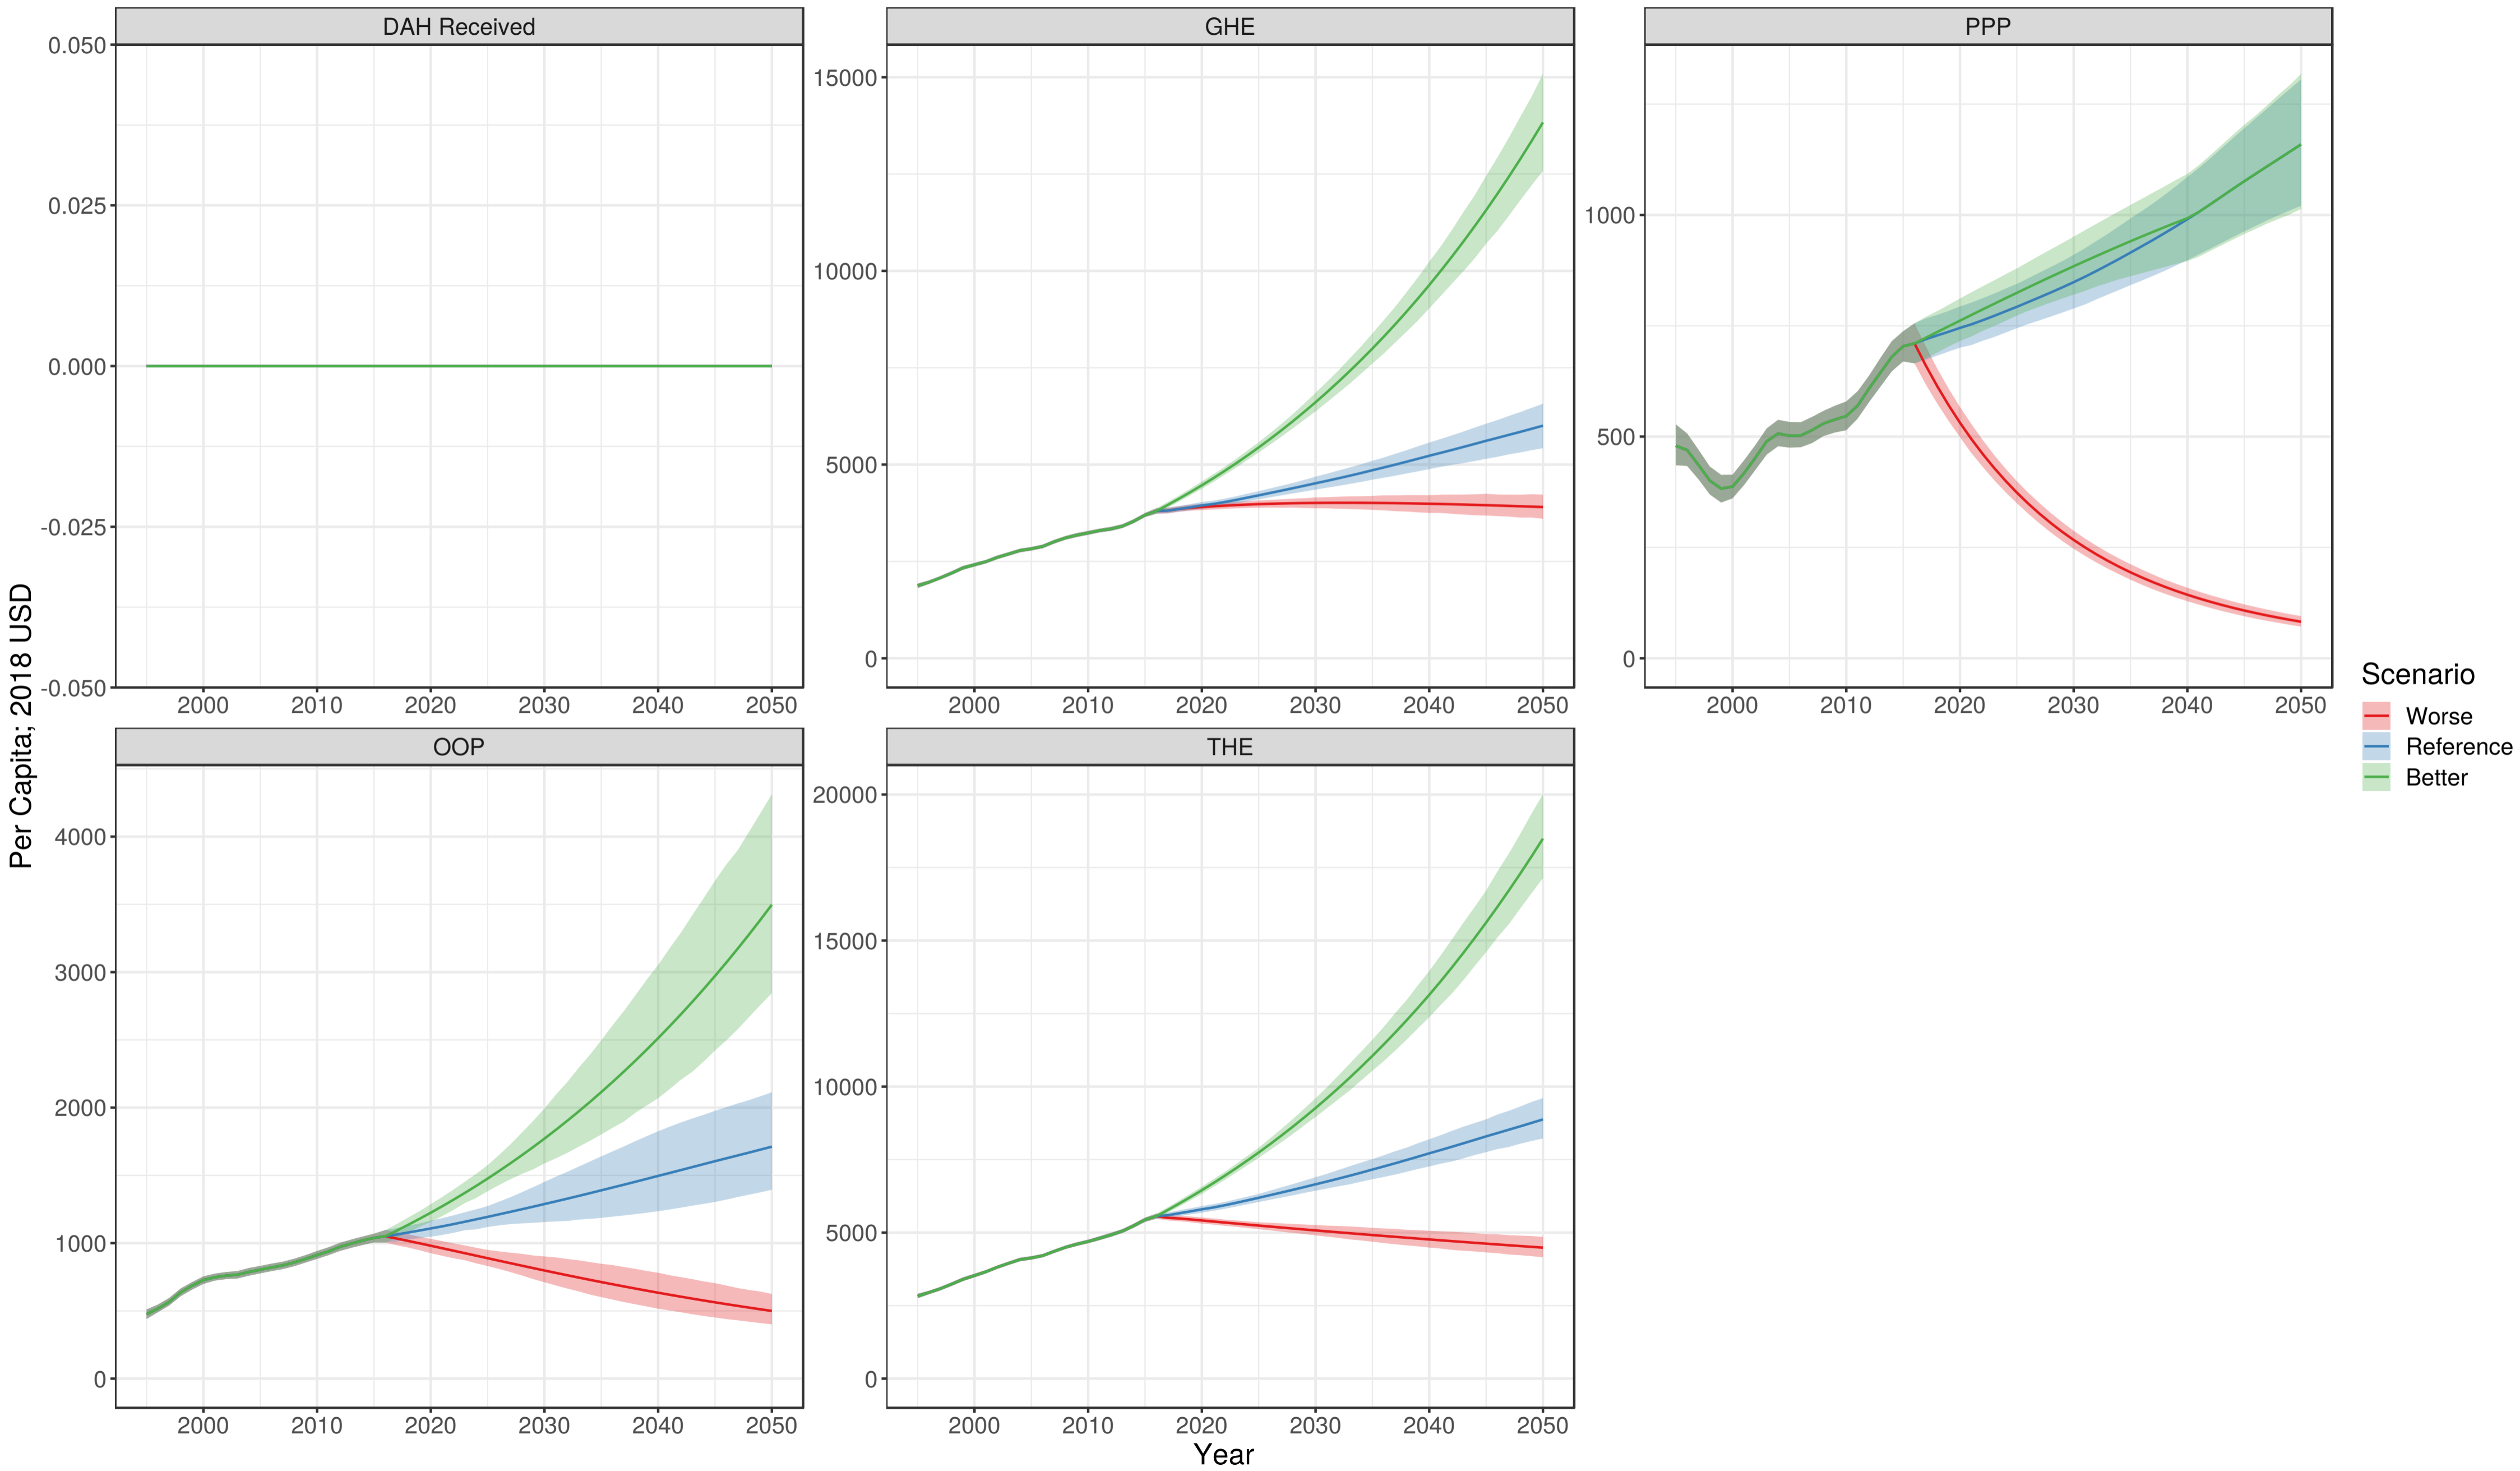 DAH Received
GHE
PPP
0.050
0.025
0.000
-0.025
-0.050
2000 2010 2020 2030 2040 2050
15000
10000
5000
0
2000 2010 2020 2030 2040 2050
1000
500
0
2000 2010 2020 2030 2040 2050
Per Capita; 2018 USD
OOP
THE
4000
3000
2000
1000
0
2000 2010 2020 2030 2040 2050
20000
15000
10000
5000
0
2000 2010 2020 2030 2040 2050
Year
Scenario
Worse
Reference
Better